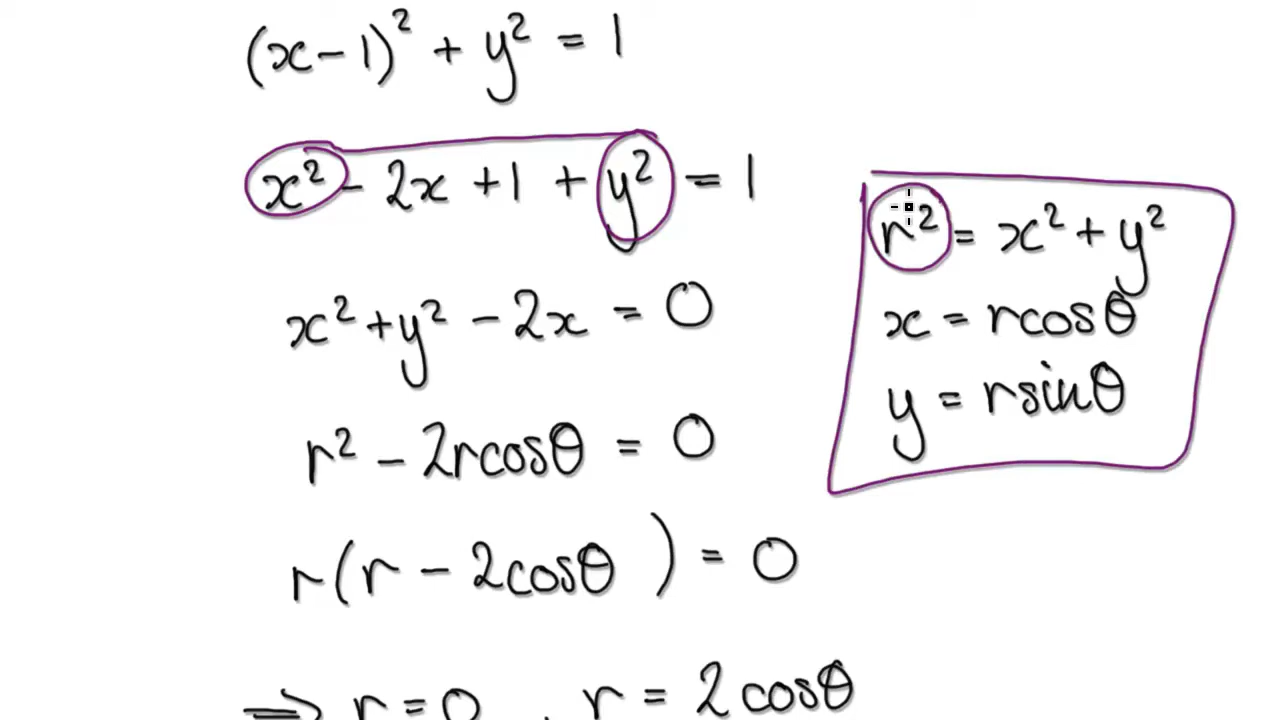 (x-1)² + y² = 1
x² - 2x + 1 + y² = 1
x² + y² - 2x = 0
r² - 2rcosθ = 0
r(r - 2cosθ ) = 0
⟹ r = 0 , r = 2cosθ
r² = x² + y²
x = rcosθ
y = rsinθ